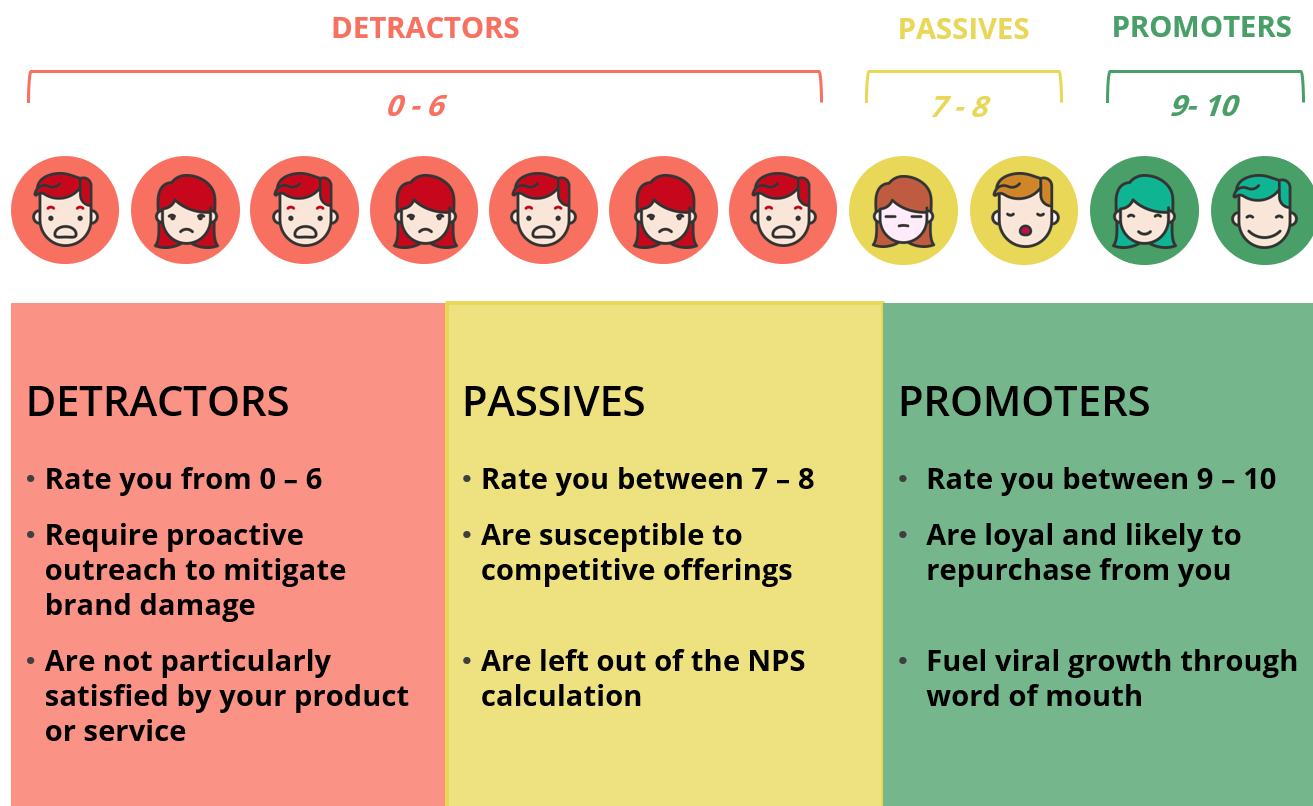 DETRACTORS
PASSIVES
PROMOTERS
0 - 6
7 - 8
9- 10
DETRACTORS
• Rate you from 0 – 6
• Require proactive
outreach to mitigate
brand damage
• Are not particularly
satisfied by your product
or service
PASSIVES
• Rate you between 7 – 8
• Are susceptible to
competitive offerings
• Are left out of the NPS
calculation
PROMOTERS
• Rate you between 9 – 10
• Are loyal and likely to
repurchase from you
• Fuel viral growth through
word of mouth